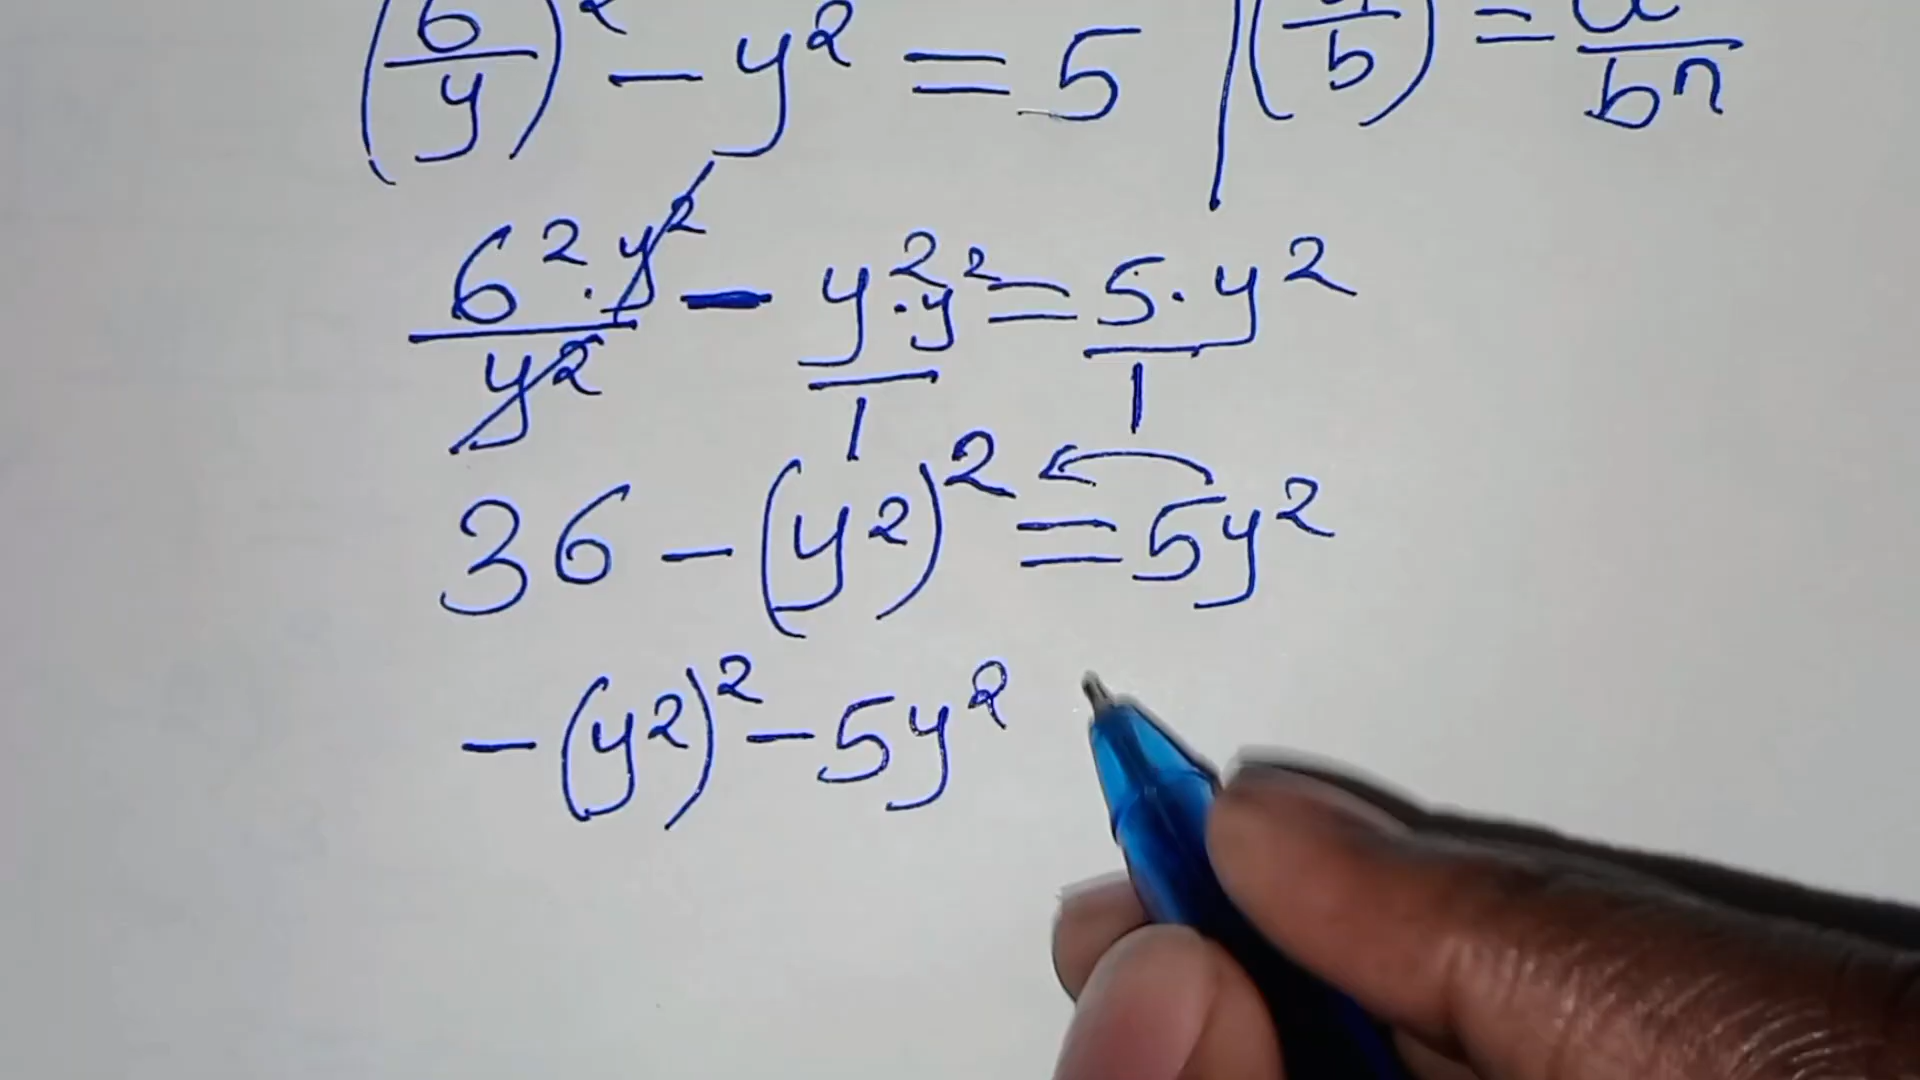 (6/y)² - y² = 5 | (a/b) = a/bⁿ
6²·y²/y² - y²·y²/1 = 5·y²/1
36 - (y²)² = 5y²
-(y²)² - 5y²